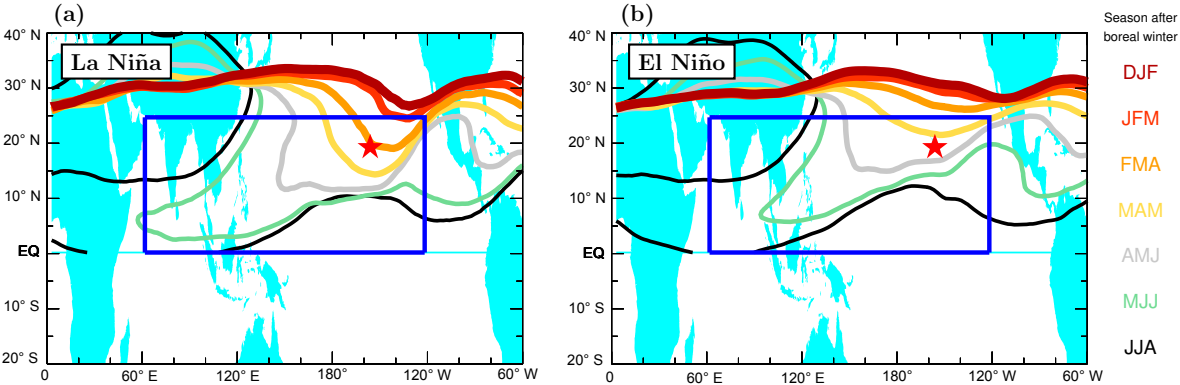 (a)
(b)
La Niña
El Niño
40° N
30° N
20° N
10° N
EQ
10° S
20° S
0
60° E
120° E
180°
120° W
60° W
40° N
30° N
20° N
10° N
EQ
10° S
20° S
0
60° E
120° E
180°
120° W
60° W
Season after
boreal winter
DJF
JFM
FMA
MAM
AMJ
MJJ
JJA